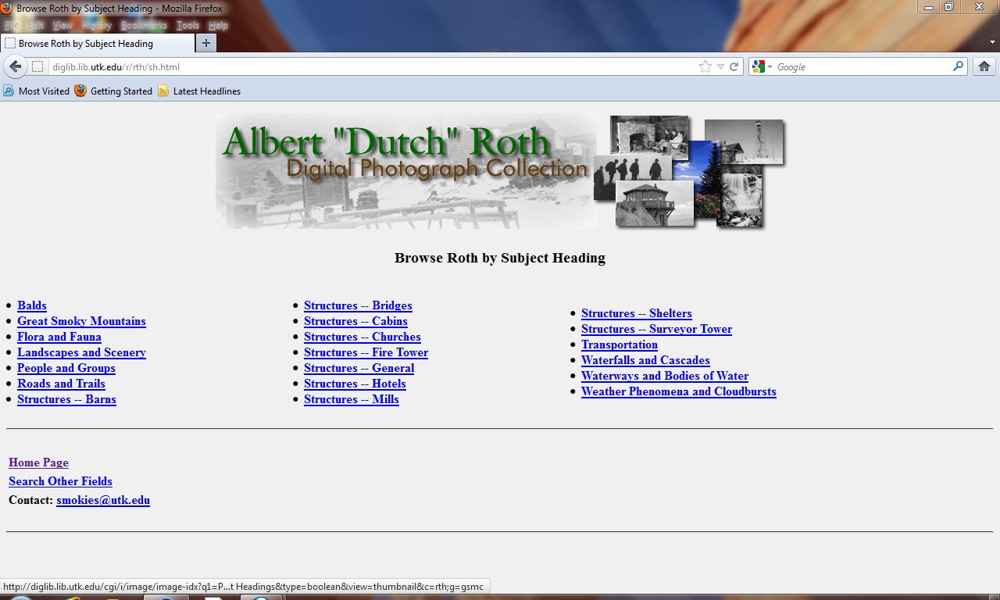 Browse Roth by Subject Heading - Mozilla Firefox
File Edit View History Bookmarks Tools Help
Browse Roth by Subject Heading
diglib.lib.utk.edu/r/rth/sh.html
Google
Most Visited Getting Started Latest Headlines
Albert "Dutch" Roth
Digital Photograph Collection
Browse Roth by Subject Heading
Balds
Great Smoky Mountains
Flora and Fauna
Landscapes and Scenery
People and Groups
Roads and Trails
Structures -- Barns
Structures -- Bridges
Structures -- Cabins
Structures -- Churches
Structures -- Fire Tower
Structures -- General
Structures -- Hotels
Structures -- Mills
Structures -- Shelters
Structures -- Surveyor Tower
Transportation
Waterfalls and Cascades
Waterways and Bodies of Water
Weather Phenomena and Cloudbursts
Home Page
Search Other Fields
Contact: smokies@utk.edu
http://diglib.lib.utk.edu/cgi/i/image/image-idx?q1=P...t Headings&type=boolean&view=thumbnail&c=rth;g=gsmc